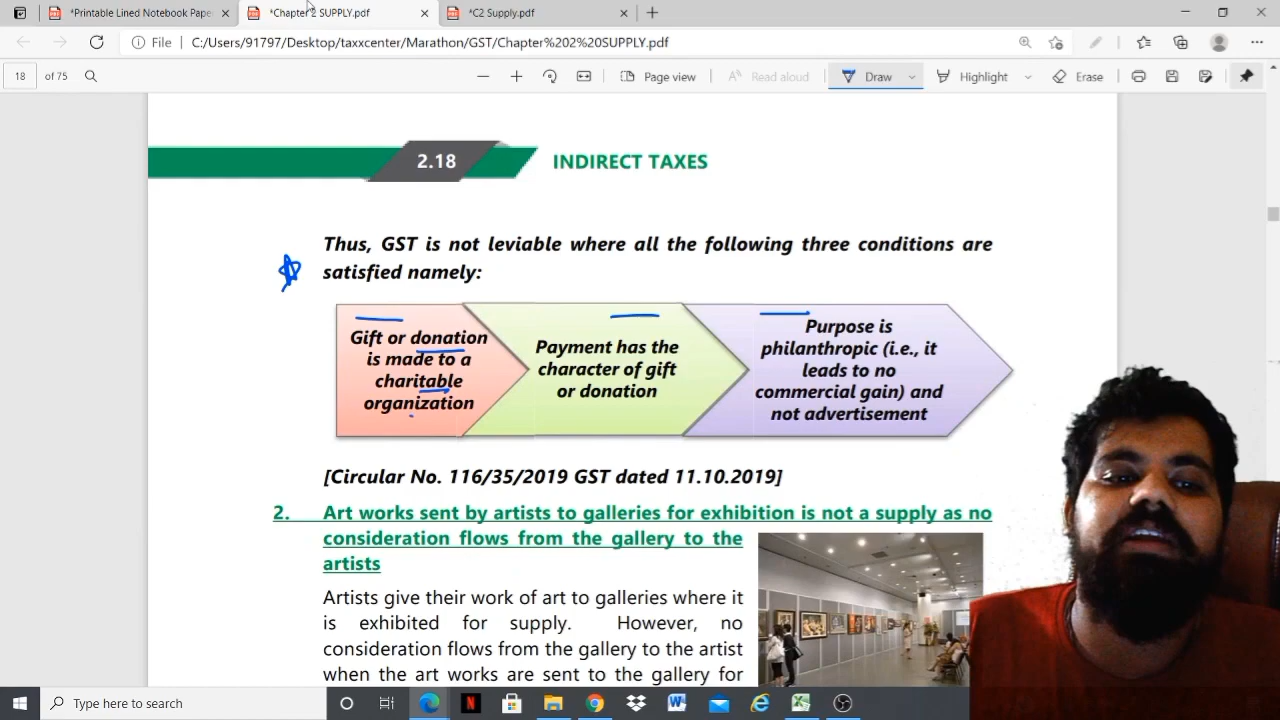 *Printable Lined Notebook Pape
*Chapter 2 SUPPLY.pdf
*C2 Supply.pdf
File
C:/Users/91797/Desktop/taxxcenter/Marathon/GST/Chapter%202%20SUPPLY.pdf
18 of 75
Page view
Read aloud
Draw
Highlight
Erase
2.18
INDIRECT TAXES
Thus, GST is not leviable where all the following three conditions are
satisfied namely:
Gift or donation
is made to a
charitable
organization
Payment has the
character of gift
or donation
Purpose is
philanthropic (i.e., it
leads to no
commercial gain) and
not advertisement
[Circular No. 116/35/2019 GST dated 11.10.2019]
2. Art works sent by artists to galleries for exhibition is not a supply as no
consideration flows from the gallery to the
artists
Artists give their work of art to galleries where it
is exhibited for supply. However, no
consideration flows from the gallery to the artist
when the art works are sent to the gallery for
Type here to search